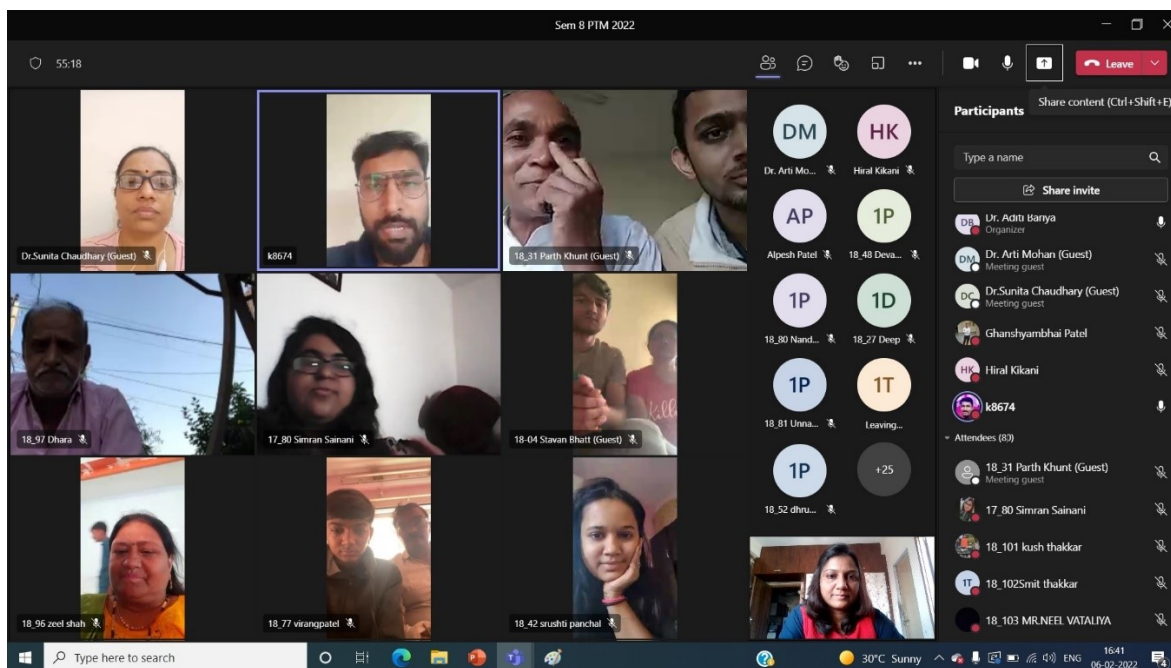 Sem 8 PTM 2022
55:18
Leave
Share content (Ctrl+Shift+E)
Participants
Type a name
Share invite
DB
Dr. Aditi Bariya
Organizer
DM
Dr. Arti Mohan (Guest)
Meeting guest
DC
Dr.Sunita Chaudhary (Guest)
Meeting guest
Ghanshyambhai Patel
HK
Hiral Kikani
k8674
Attendees (80)
18_31 Parth Khunt (Guest)
Meeting guest
17_80 Simran Sainani
18_101 kush thakkar
1T
18_102Smit thakkar
18_103 MR.NEEL VATALIYA
Dr.Sunita Chaudhary (Guest)
k8674
18_31 Parth Khunt (Guest)
18_97 Dhara
17_80 Simran Sainani
18-04 Stavan Bhatt (Guest)
18_96 zeel shah
18_77 virangpatel
18_42 srushti panchal
DM
HK
Dr. Arti Mo...
Hiral Kikani
AP
1P
Alpesh Patel
18_48 Deva...
1P
1D
18_80 Nand...
18_27 Deep
1P
1T
18_81 Unna...
Leaving...
1P
+25
18_52 dhru...
Type here to search
30°C Sunny
ENG
16:41
06-02-2022